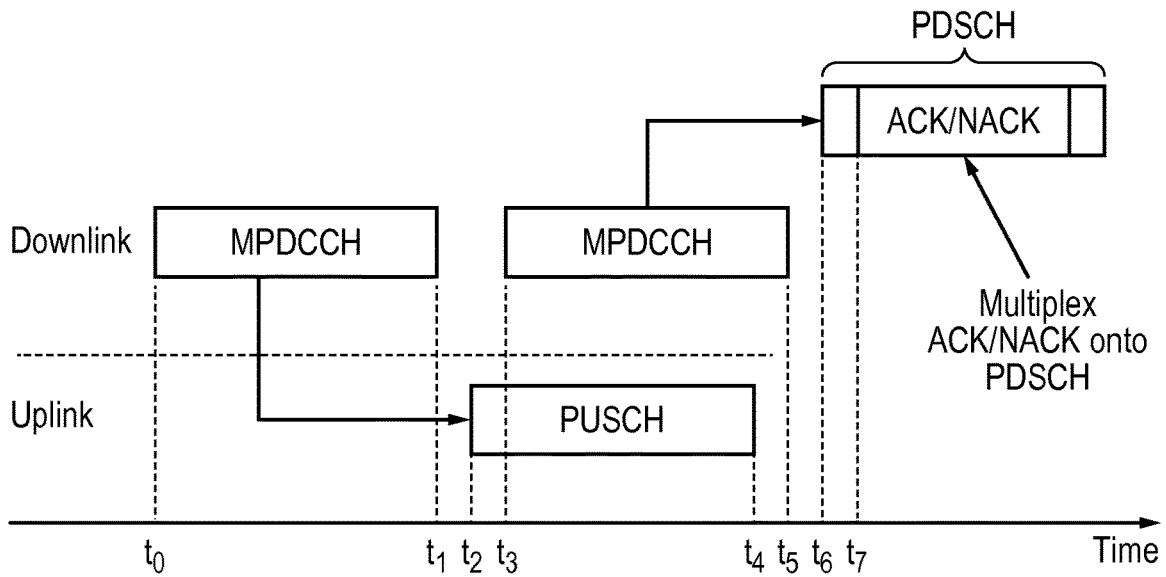 PDSCH
ACK/NACK
Downlink
MPDCCH
MPDCCH
Multiplex
ACK/NACK onto
PDSCH
Uplink
PUSCH
t0 t1 t2 t3 t4 t5 t6 t7 Time